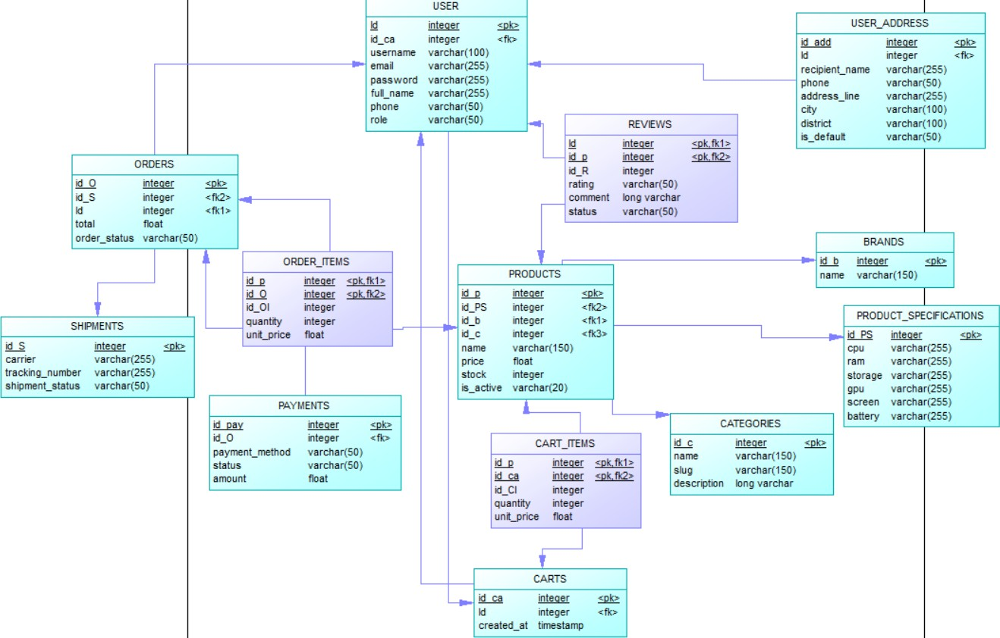 USER
Id integer <pk>
id_ca integer <fk>
username varchar(100)
email varchar(255)
password varchar(255)
full_name varchar(255)
phone varchar(50)
role varchar(50)
USER_ADDRESS
id_add integer <pk>
Id integer <fk>
recipient_name varchar(255)
phone varchar(50)
address_line varchar(255)
city varchar(100)
district varchar(100)
is_default varchar(50)
REVIEWS
Id integer <pk,fk1>
id_p integer <pk,fk2>
id_R integer
rating varchar(50)
comment long varchar
status varchar(50)
ORDERS
id_O integer <pk>
id_S integer <fk2>
Id integer <fk1>
total float
order_status varchar(50)
ORDER_ITEMS
id_p integer <pk,fk1>
id_O integer <pk,fk2>
id_OI integer
quantity integer
unit_price float
BRANDS
id_b integer <pk>
name varchar(150)
PRODUCTS
id_p integer <pk>
id_PS integer <fk2>
id_b integer <fk1>
id_c integer <fk3>
name varchar(150)
price float
stock integer
is_active varchar(20)
PRODUCT_SPECIFICATIONS
id_PS integer <pk>
cpu varchar(255)
ram varchar(255)
storage varchar(255)
gpu varchar(255)
screen varchar(255)
battery varchar(255)
SHIPMENTS
id_S integer <pk>
carrier varchar(255)
tracking_number varchar(255)
shipment_status varchar(50)
PAYMENTS
id_pay integer <pk>
id_O integer <fk>
payment_method varchar(50)
status varchar(50)
amount float
CATEGORIES
id_c integer <pk>
name varchar(150)
slug varchar(150)
description long varchar
CART_ITEMS
id_p integer <pk,fk1>
id_ca integer <pk,fk2>
id_CI integer
quantity integer
unit_price float
CARTS
id_ca integer <pk>
Id integer <fk>
created_at timestamp